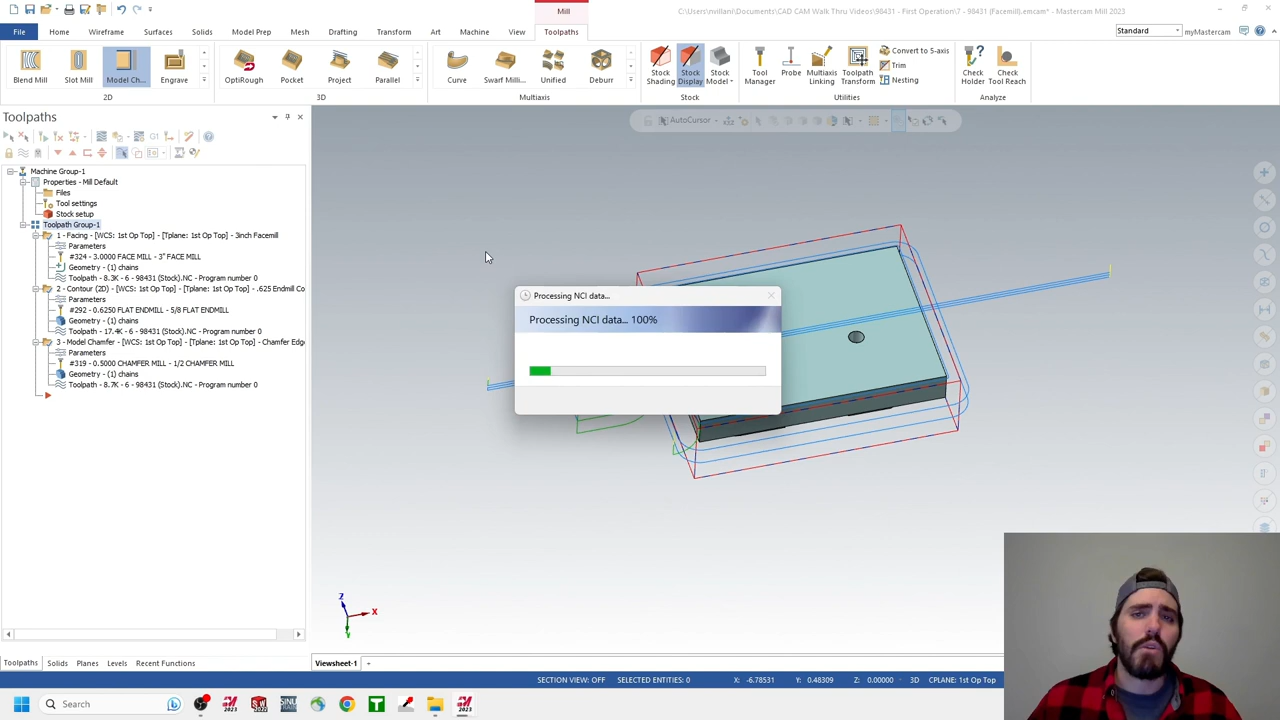 Mill
C:\Users\nvillani\Documents\CAD CAM Walk Thru Videos\98431 - First Operation\7 - 98431 (Facemill).emcam* - Mastercam Mill 2023
File Home Wireframe Surfaces Solids Model Prep Mesh Drafting Transform Art Machine View Toolpaths
Standard
myMastercam
Blend Mill Slot Mill Model Ch... Engrave
OptiRough Pocket Project Parallel
Curve Swarf Milli... Unified Deburr
Stock Shading
Stock Display
Stock Model
Tool Manager
Probe
Multiaxis Linking
Toolpath Transform
Convert to 5-axis
Trim
Nesting
Check Holder
Check Tool Reach
2D 3D Multiaxis Stock Utilities Analyze
Toolpaths
AutoCursor
Machine Group-1
Properties - Mill Default
Files
Tool settings
Stock setup
Toolpath Group-1
1 - Facing - [WCS: 1st Op Top] - [Tplane: 1st Op Top] - 3inch Facemill
Parameters
#324 - 3.0000 FACE MILL - 3" FACE MILL
Geometry - (1) chains
Toolpath - 8.3K - 6 - 98431 (Stock).NC - Program number 0
2 - Contour (2D) - [WCS: 1st Op Top] - [Tplane: 1st Op Top] - .625 Endmill Co
Parameters
#292 - 0.6250 FLAT ENDMILL - 5/8 FLAT ENDMILL
Geometry - (1) chains
Toolpath - 17.4K - 6 - 98431 (Stock).NC - Program number 0
3 - Model Chamfer - [WCS: 1st Op Top] - [Tplane: 1st Op Top] - Chamfer Edge
Parameters
#319 - 0.5000 CHAMFER MILL - 1/2 CHAMFER MILL
Geometry - (1) chains
Toolpath - 8.7K - 6 - 98431 (Stock).NC - Program number 0
Processing NCI data...
Processing NCI data... 100%
Z
X
Y
Toolpaths Solids Planes Levels Recent Functions
Viewsheet-1 +
SECTION VIEW: OFF SELECTED ENTITIES: 0 X: -6.78531 Y: 0.48309 Z: 0.00000 3D CPLANE: 1st Op Top
Search